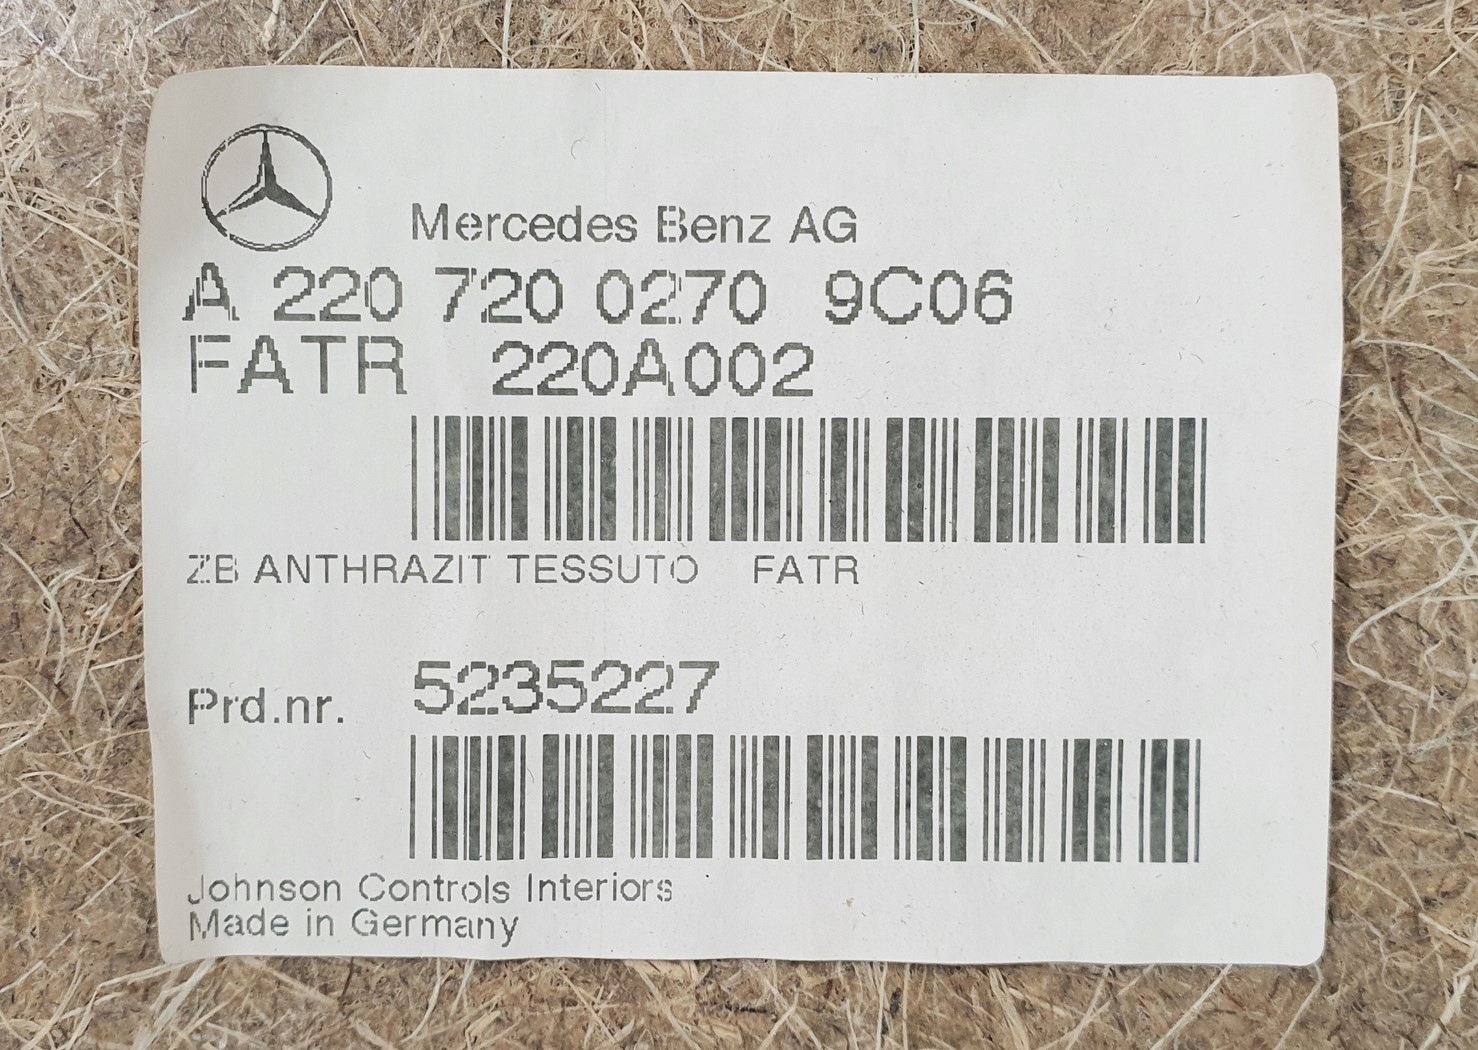 Mercedes Benz AG
A 220 720 0270 9C06
FATR 220A002
ZB ANTHRAZIT TESSUTO FATR
Prd.nr. 5235227
Johnson Controls Interiors
Made in Germany